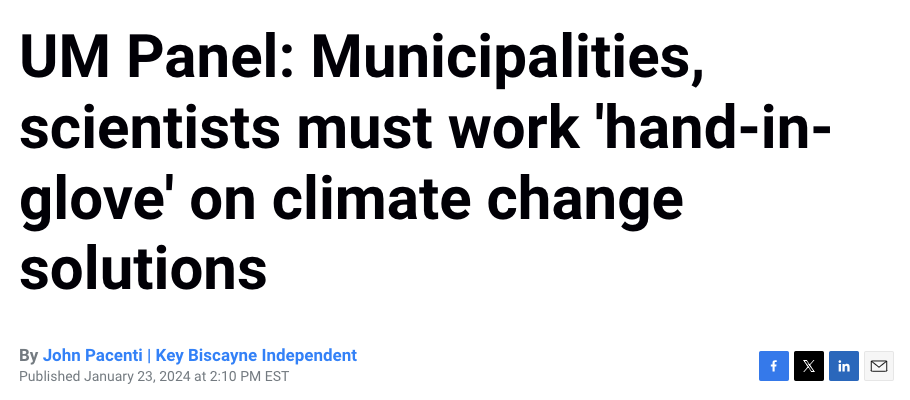 UM Panel: Municipalities,
scientists must work 'hand-in-
glove' on climate change
solutions
By John Pacenti | Key Biscayne Independent
Published January 23, 2024 at 2:10 PM EST
f X in